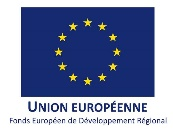 UNION EUROPÉENNE
Fonds Européen de Développement Régional